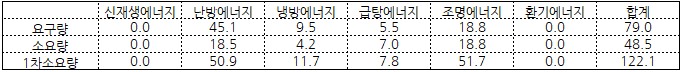 신재생에너지 난방에너지 냉방에너지 급탕에너지 조명에너지 환기에너지 합계
요구량 0.0 45.1 9.5 5.5 18.8 0.0 79.0
소요량 0.0 18.5 4.2 7.0 18.8 0.0 48.5
1차소요량 0.0 50.9 11.7 7.8 51.7 0.0 122.1